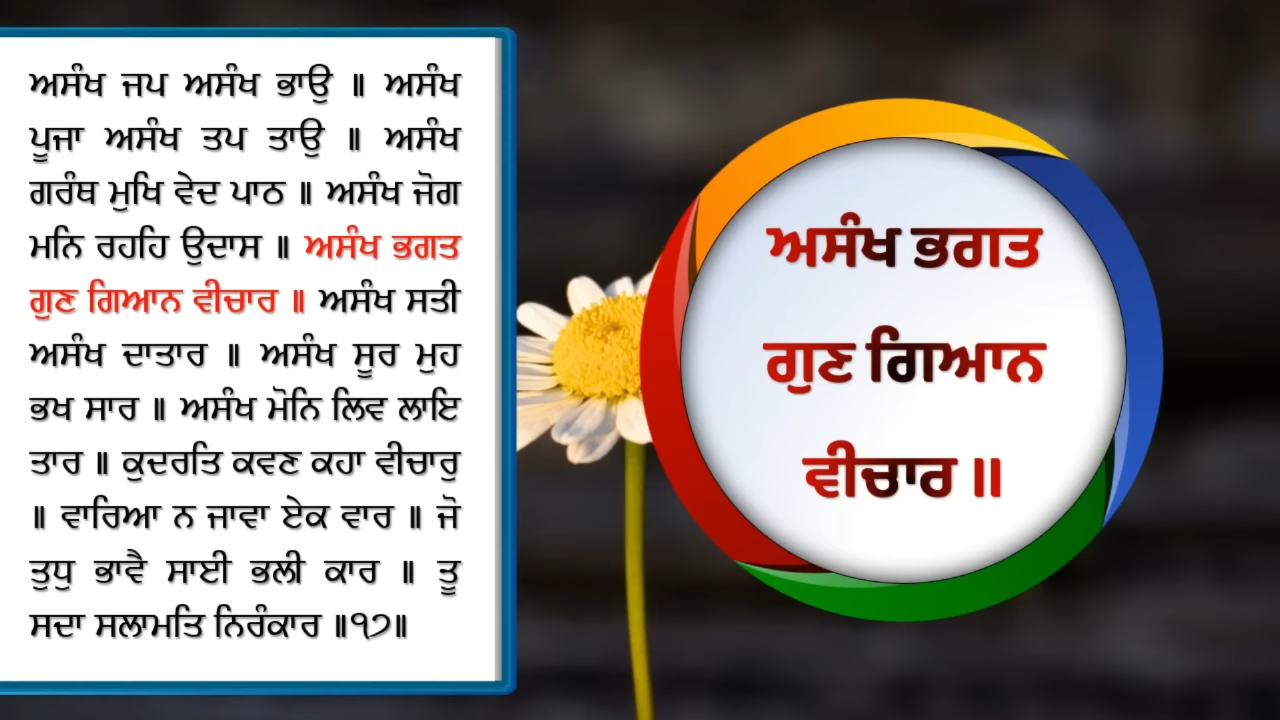 ਅਸੰਖ ਜਪ ਅਸੰਖ ਭਾਉ ॥ ਅਸੰਖ
ਪੂਜਾ ਅਸੰਖ ਤਪ ਤਾਉ ॥ ਅਸੰਖ
ਗਰੰਥ ਮੁਖਿ ਵੇਦ ਪਾਠ ॥ ਅਸੰਖ ਜੋਗ
ਮਨਿ ਰਹਹਿ ਉਦਾਸ ॥ ਅਸੰਖ ਭਗਤ
ਗੁਣ ਗਿਆਨ ਵੀਚਾਰ ॥ ਅਸੰਖ ਸਤੀ
ਅਸੰਖ ਦਾਤਾਰ ॥ ਅਸੰਖ ਸੂਰ ਮੁਹ
ਭਖ ਸਾਰ ॥ ਅਸੰਖ ਮੋਨਿ ਲਿਵ ਲਾਇ
ਤਾਰ ॥ ਕੁਦਰਤਿ ਕਵਣ ਕਹਾ ਵੀਚਾਰੁ
॥ ਵਾਰਿਆ ਨ ਜਾਵਾ ਏਕ ਵਾਰ ॥ ਜੋ
ਤੁਧੁ ਭਾਵੈ ਸਾਈ ਭਲੀ ਕਾਰ ॥ ਤੂ
ਸਦਾ ਸਲਾਮਤਿ ਨਿਰੰਕਾਰ ॥੧੭॥
ਅਸੰਖ ਭਗਤ
ਗੁਣ ਗਿਆਨ
ਵੀਚਾਰ ॥